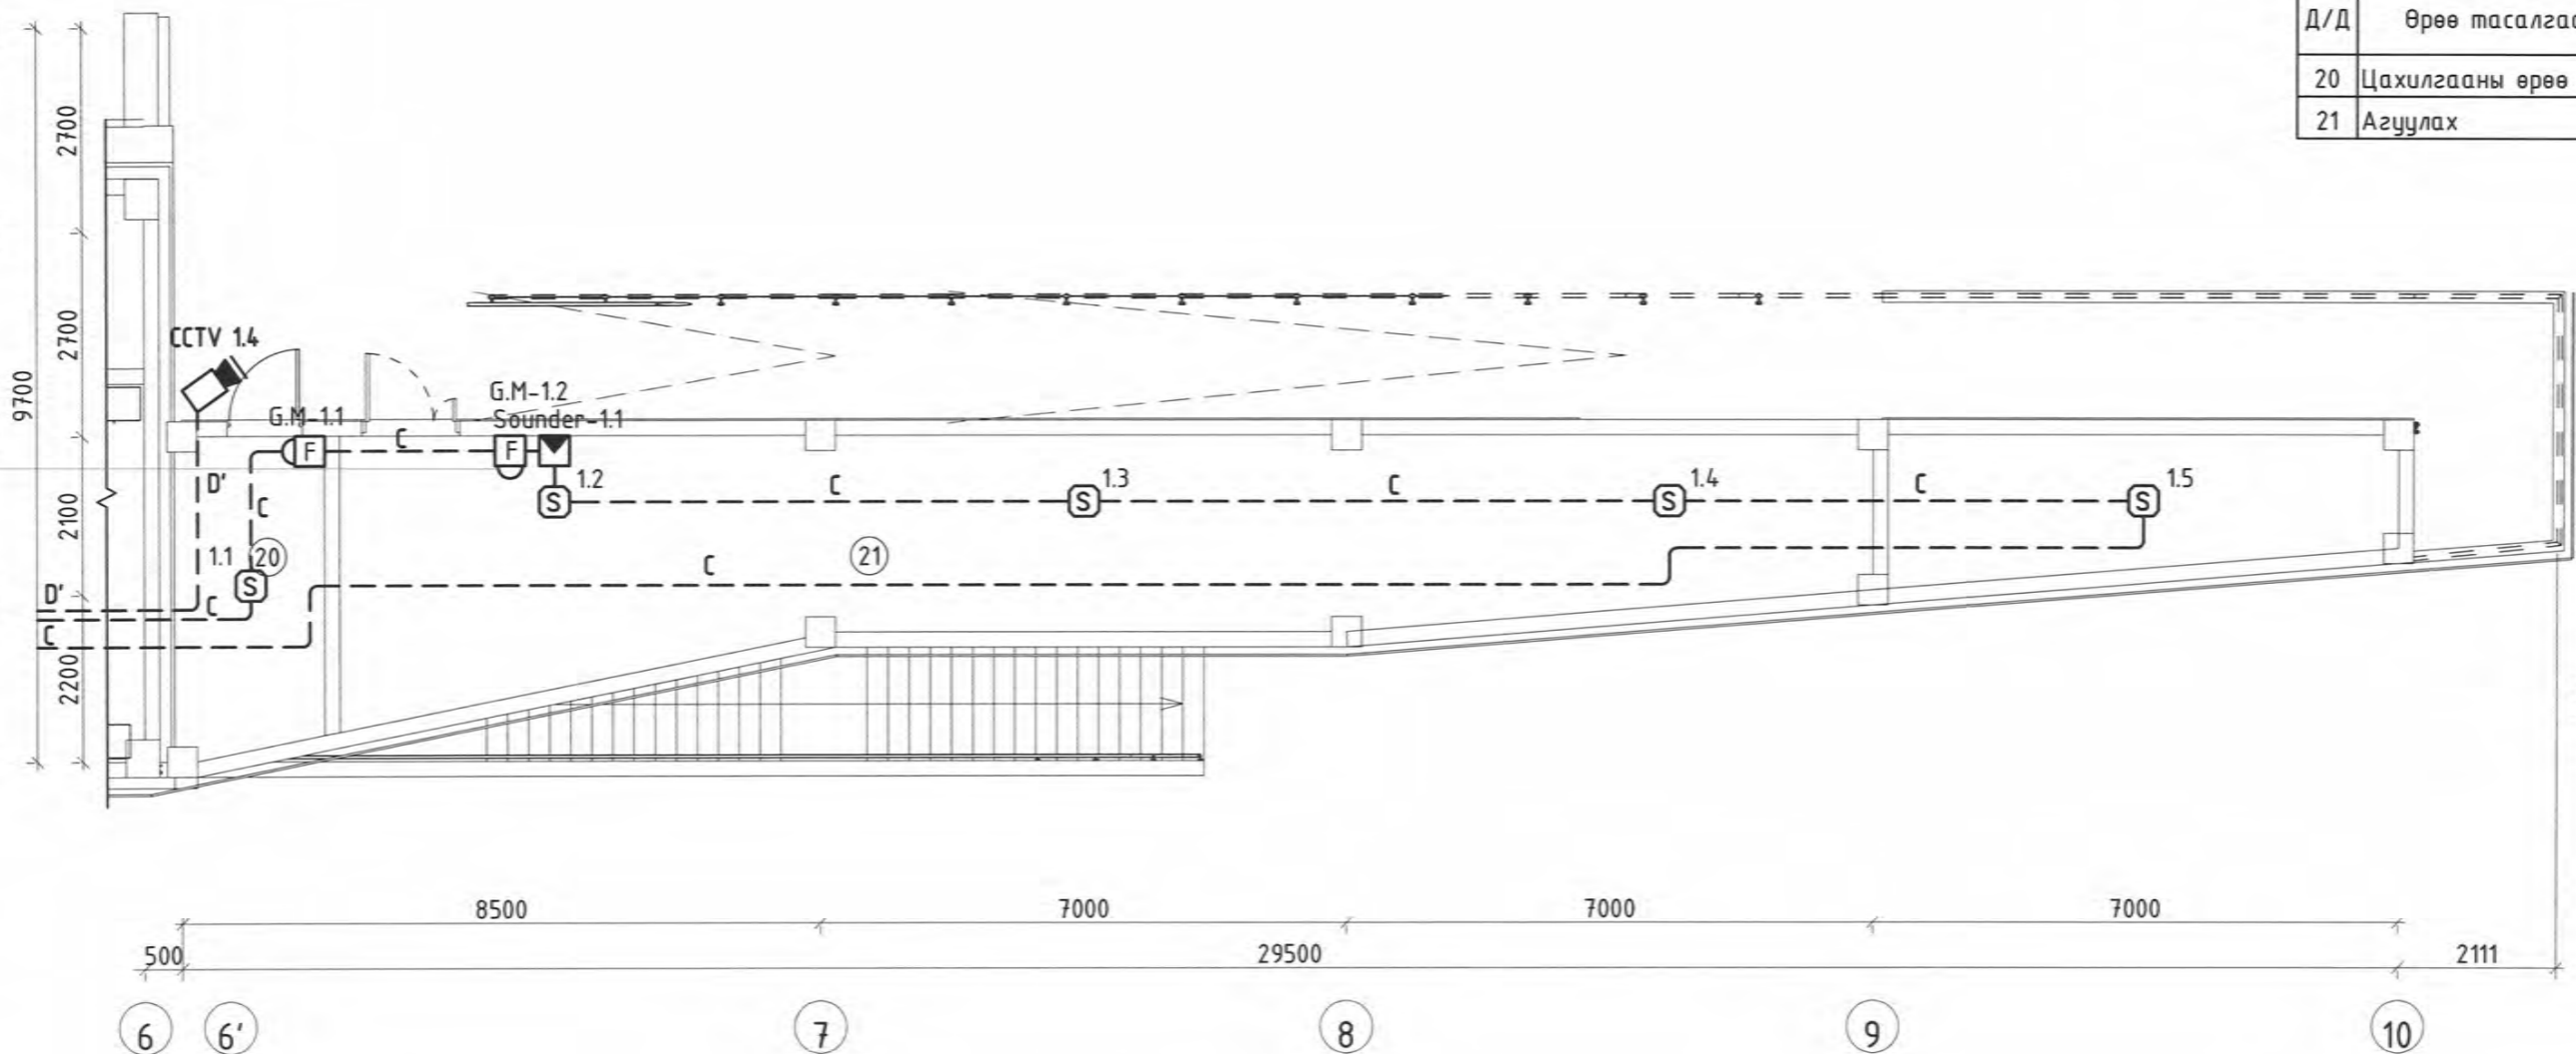 Д/Д Өрөө тасалгаа
20 Цахилгааны өрөө
21 Агуулах
2700
2700
9700
2100
2200
CCTV 1.4
G.M-1.1
G.M-1.2
Sounder-1.1
F
C
F
D'
C
1.2
S
C
1.3
S
C
1.4
S
C
1.5
S
1.1
20
S
21
C
D'
C
C
8500
7000
7000
7000
500
29500
2111
6
6'
7
8
9
10